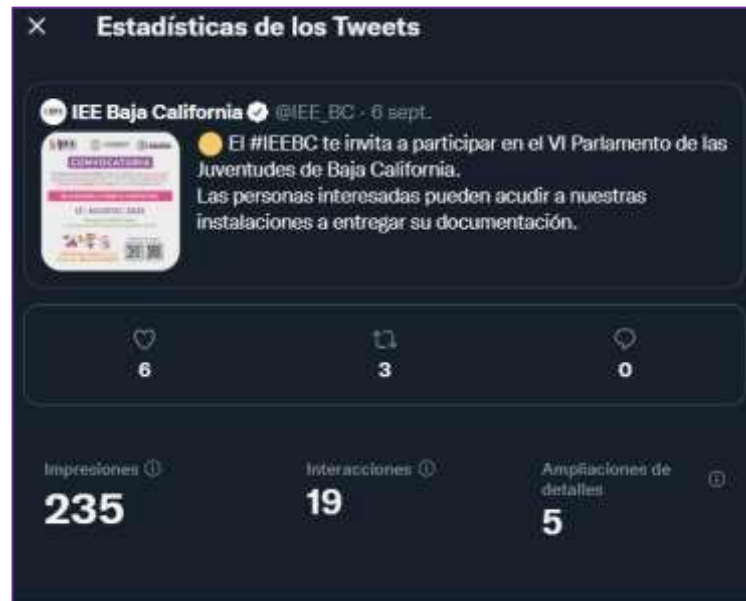 Estadísticas de los Tweets
IEE Baja California @IEE_BC · 6 sept.
El #IEEBC te invita a participar en el VI Parlamento de las
Juventudes de Baja California.
Las personas interesadas pueden acudir a nuestras
instalaciones a entregar su documentación.
CONVOCATORIA
6
3
0
Impresiones
235
Interacciones
19
Ampliaciones de
detalles
5